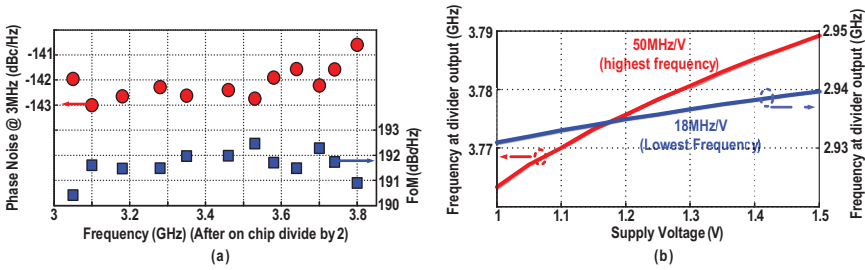 Phase Noise @ 3MHz (dBc/Hz)
-141
-142
-143
193
192
191
190
FoM (dBc/Hz)
3 3.2 3.4 3.6 3.8
Frequency (GHz) (After on chip divide by 2)
(a)
Frequency at divider output (GHz)
3.79
3.78
3.77
50MHz/V
(highest frequency)
18MHz/V
(Lowest Frequency)
2.95
2.94
2.93
Frequency at divider output (GHz)
1 1.1 1.2 1.3 1.4 1.5
Supply Voltage (V)
(b)